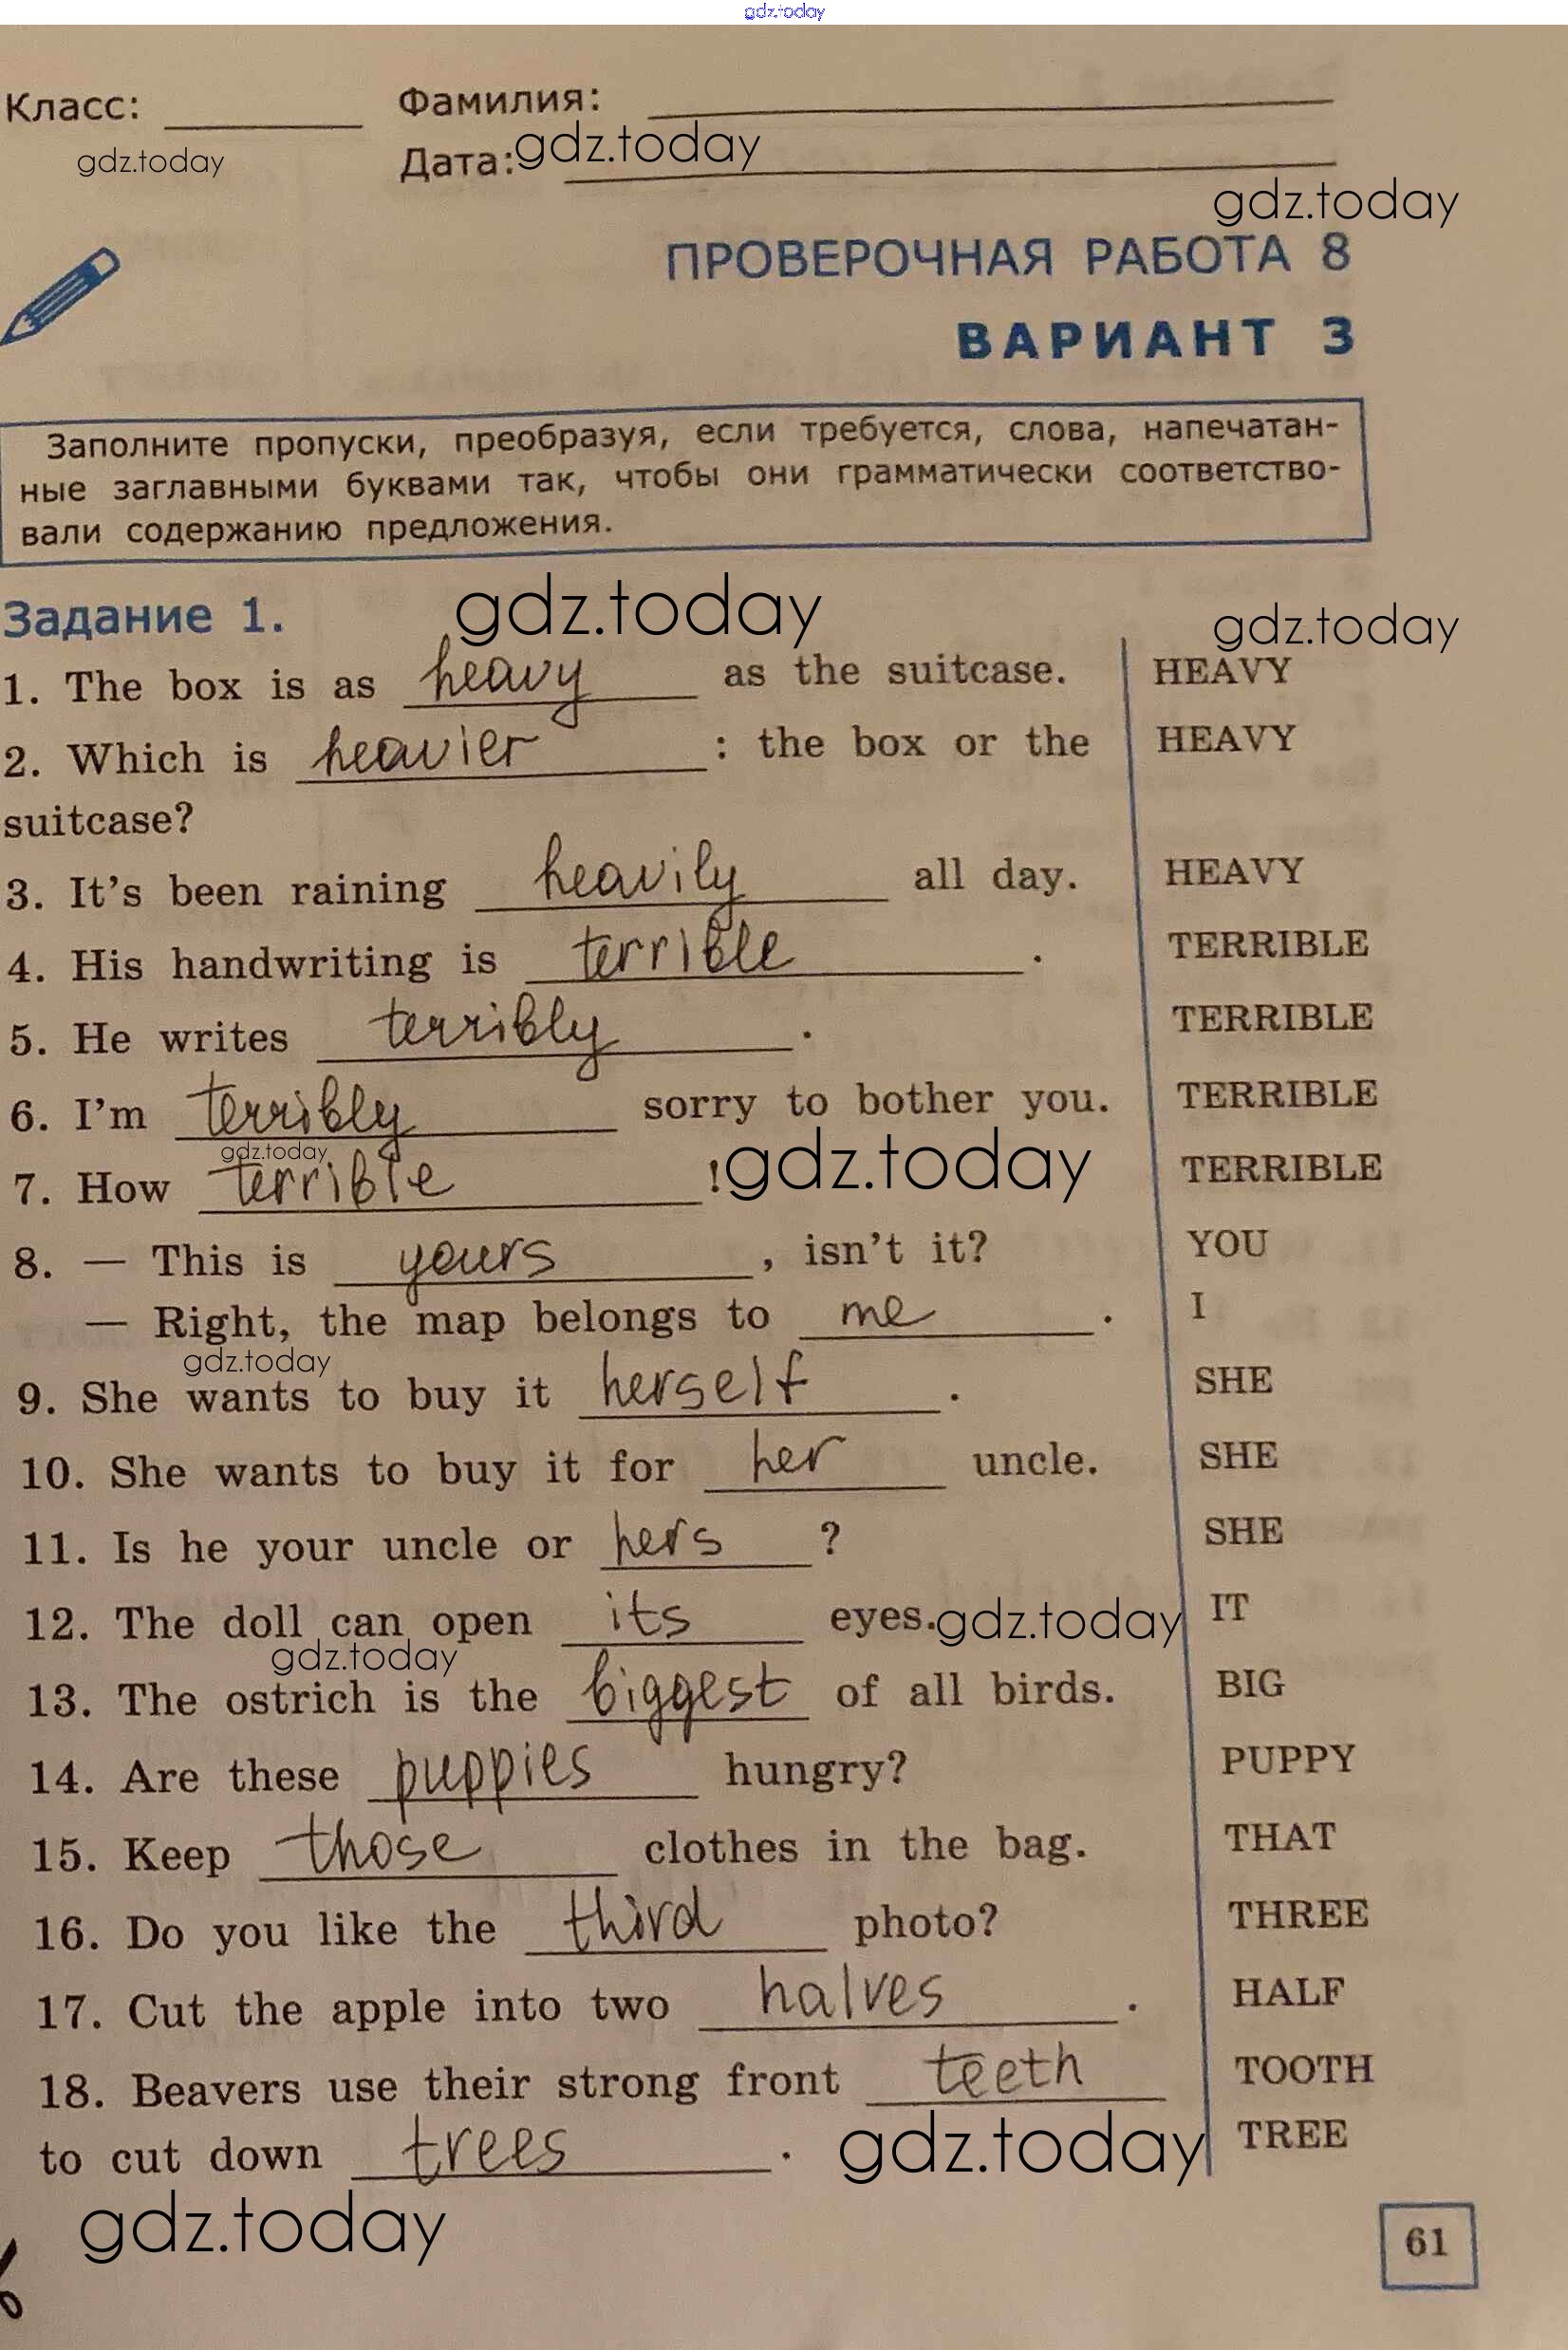 gdz.today
Класс: Фамилия:
gdz.today Дата: gdz.today
gdz.today
ПРОВЕРОЧНАЯ РАБОТА 8
ВАРИАНТ 3
Заполните пропуски, преобразуя, если требуется, слова, напечатан-
ные заглавными буквами так, чтобы они грамматически соответство-
вали содержанию предложения.
Задание 1. gdz.today gdz.today
1. The box is as heavy as the suitcase. HEAVY
2. Which is heavier : the box or the HEAVY
suitcase?
3. It's been raining heavily all day. HEAVY
4. His handwriting is terrible . TERRIBLE
5. He writes terribly . TERRIBLE
6. I'm terribly sorry to bother you. TERRIBLE
gdz.today
7. How terrible ! gdz.today TERRIBLE
8. — This is yours , isn't it? YOU
— Right, the map belongs to me . I
gdz.today
9. She wants to buy it herself . SHE
10. She wants to buy it for her uncle. SHE
11. Is he your uncle or hers ? SHE
12. The doll can open its eyes. gdz.today IT
gdz.today
13. The ostrich is the biggest of all birds. BIG
14. Are these puppies hungry? PUPPY
15. Keep those clothes in the bag. THAT
16. Do you like the third photo? THREE
17. Cut the apple into two halves . HALF
18. Beavers use their strong front teeth TOOTH
to cut down trees . gdz.today TREE
gdz.today
61